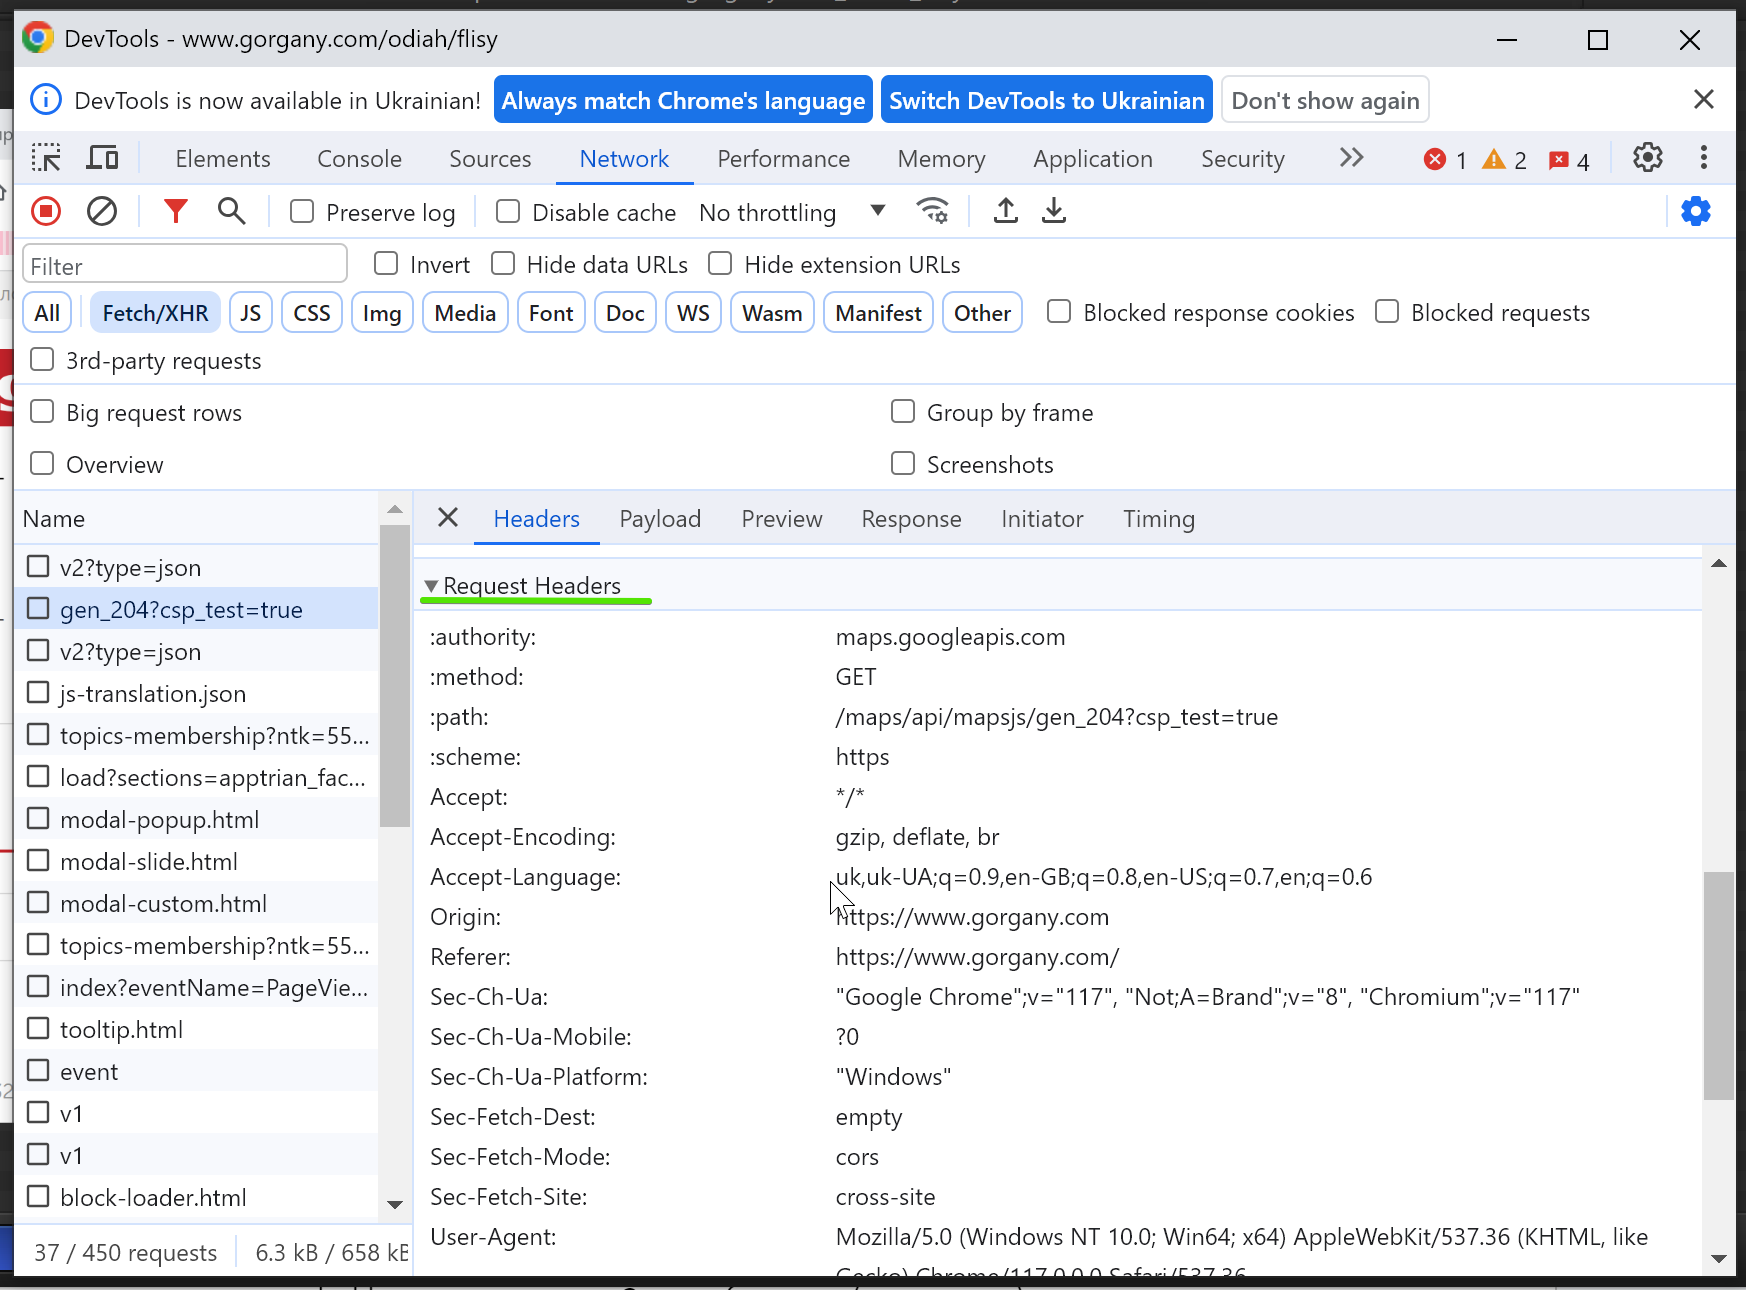 DevTools - www.gorgany.com/odiah/flisy
DevTools is now available in Ukrainian! Always match Chrome's language Switch DevTools to Ukrainian Don't show again
Elements Console Sources Network Performance Memory Application Security 1 2 4
Preserve log Disable cache No throttling
Filter Invert Hide data URLs Hide extension URLs
All Fetch/XHR JS CSS Img Media Font Doc WS Wasm Manifest Other Blocked response cookies Blocked requests
3rd-party requests
Big request rows Group by frame
Overview Screenshots
Name
v2?type=json
gen_204?csp_test=true
v2?type=json
js-translation.json
topics-membership?ntk=55...
load?sections=apptrian_fac...
modal-popup.html
modal-slide.html
modal-custom.html
topics-membership?ntk=55...
index?eventName=PageVie...
tooltip.html
event
v1
v1
block-loader.html
37 / 450 requests 6.3 kB / 658 kB
Headers Payload Preview Response Initiator Timing
Request Headers
:authority: maps.googleapis.com
:method: GET
:path: /maps/api/mapsjs/gen_204?csp_test=true
:scheme: https
Accept: */*
Accept-Encoding: gzip, deflate, br
Accept-Language: uk,uk-UA;q=0.9,en-GB;q=0.8,en-US;q=0.7,en;q=0.6
Origin: https://www.gorgany.com
Referer: https://www.gorgany.com/
Sec-Ch-Ua: "Google Chrome";v="117", "Not;A=Brand";v="8", "Chromium";v="117"
Sec-Ch-Ua-Mobile: ?0
Sec-Ch-Ua-Platform: "Windows"
Sec-Fetch-Dest: empty
Sec-Fetch-Mode: cors
Sec-Fetch-Site: cross-site
User-Agent: Mozilla/5.0 (Windows NT 10.0; Win64; x64) AppleWebKit/537.36 (KHTML, like
Gecko) Chrome/117.0.0.0 Safari/537.36